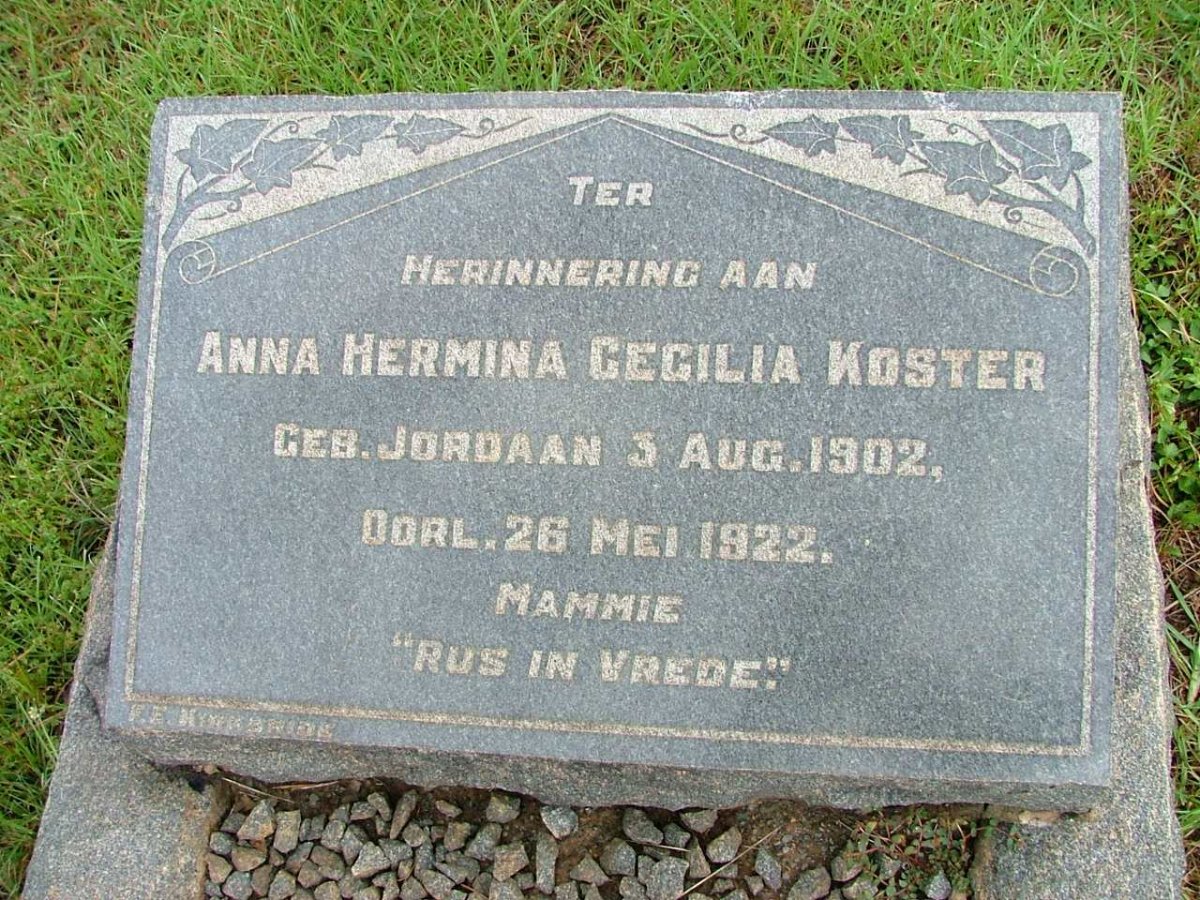 TER
HERINNERING AAN
ANNA HERMINA CECILIA KOSTER
GEB. JORDAAN 3 AUG. 1902,
OORL. 26 MEI 1922.
MAMMIE
"RUS IN VREDE".
KIRKBRIDE